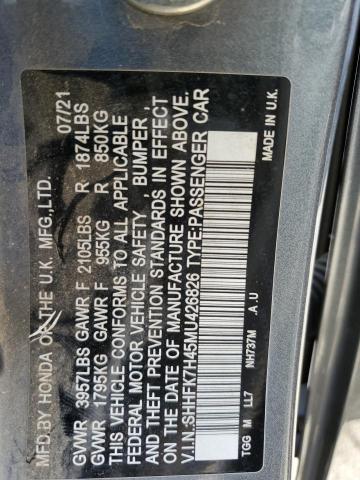 MFD.BY HONDA OF THE U.K. MFG.,LTD. 07/21
GVWR 3957LBS GAWR F 2105LBS R 1874LBS
GVWR 1795KG GAWR F 955KG R 850KG
THIS VEHICLE CONFORMS TO ALL APPLICABLE
FEDERAL MOTOR VEHICLE SAFETY , BUMPER ,
AND THEFT PREVENTION STANDARDS IN EFFECT
ON THE DATE OF MANUFACTURE SHOWN ABOVE.
V.I.N:SHHFK7H45MU426826 TYPE:PASSENGER CAR
TGG M LL7 NH737M .A .U MADE IN U.K.